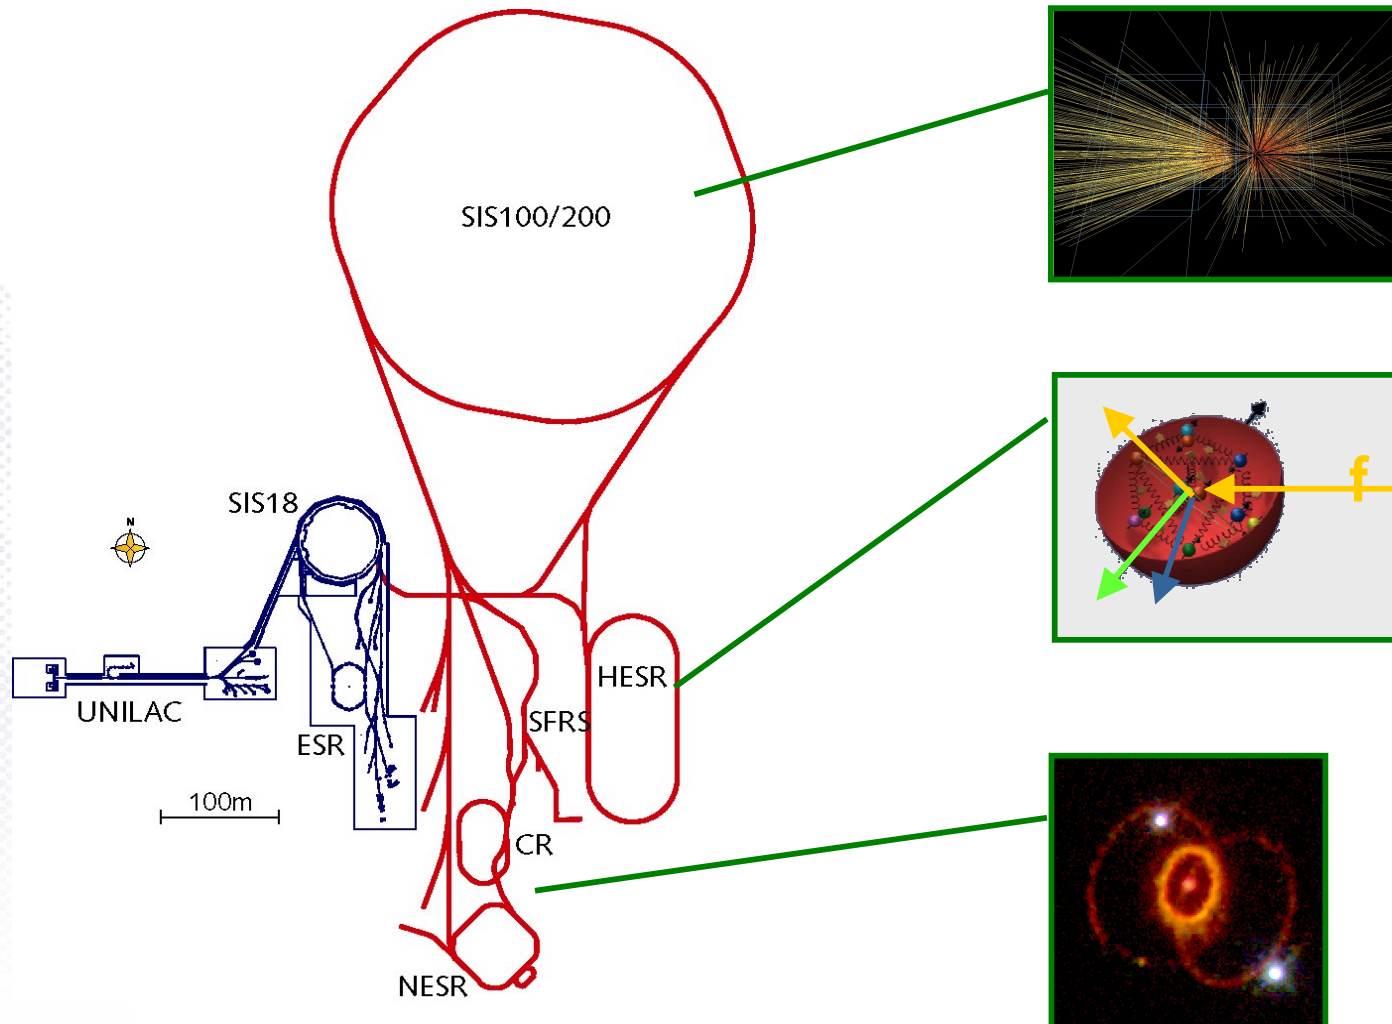 SIS100/200
f
SIS18
N
HESR
UNILAC
SFRS
ESR
100m
CR
NESR